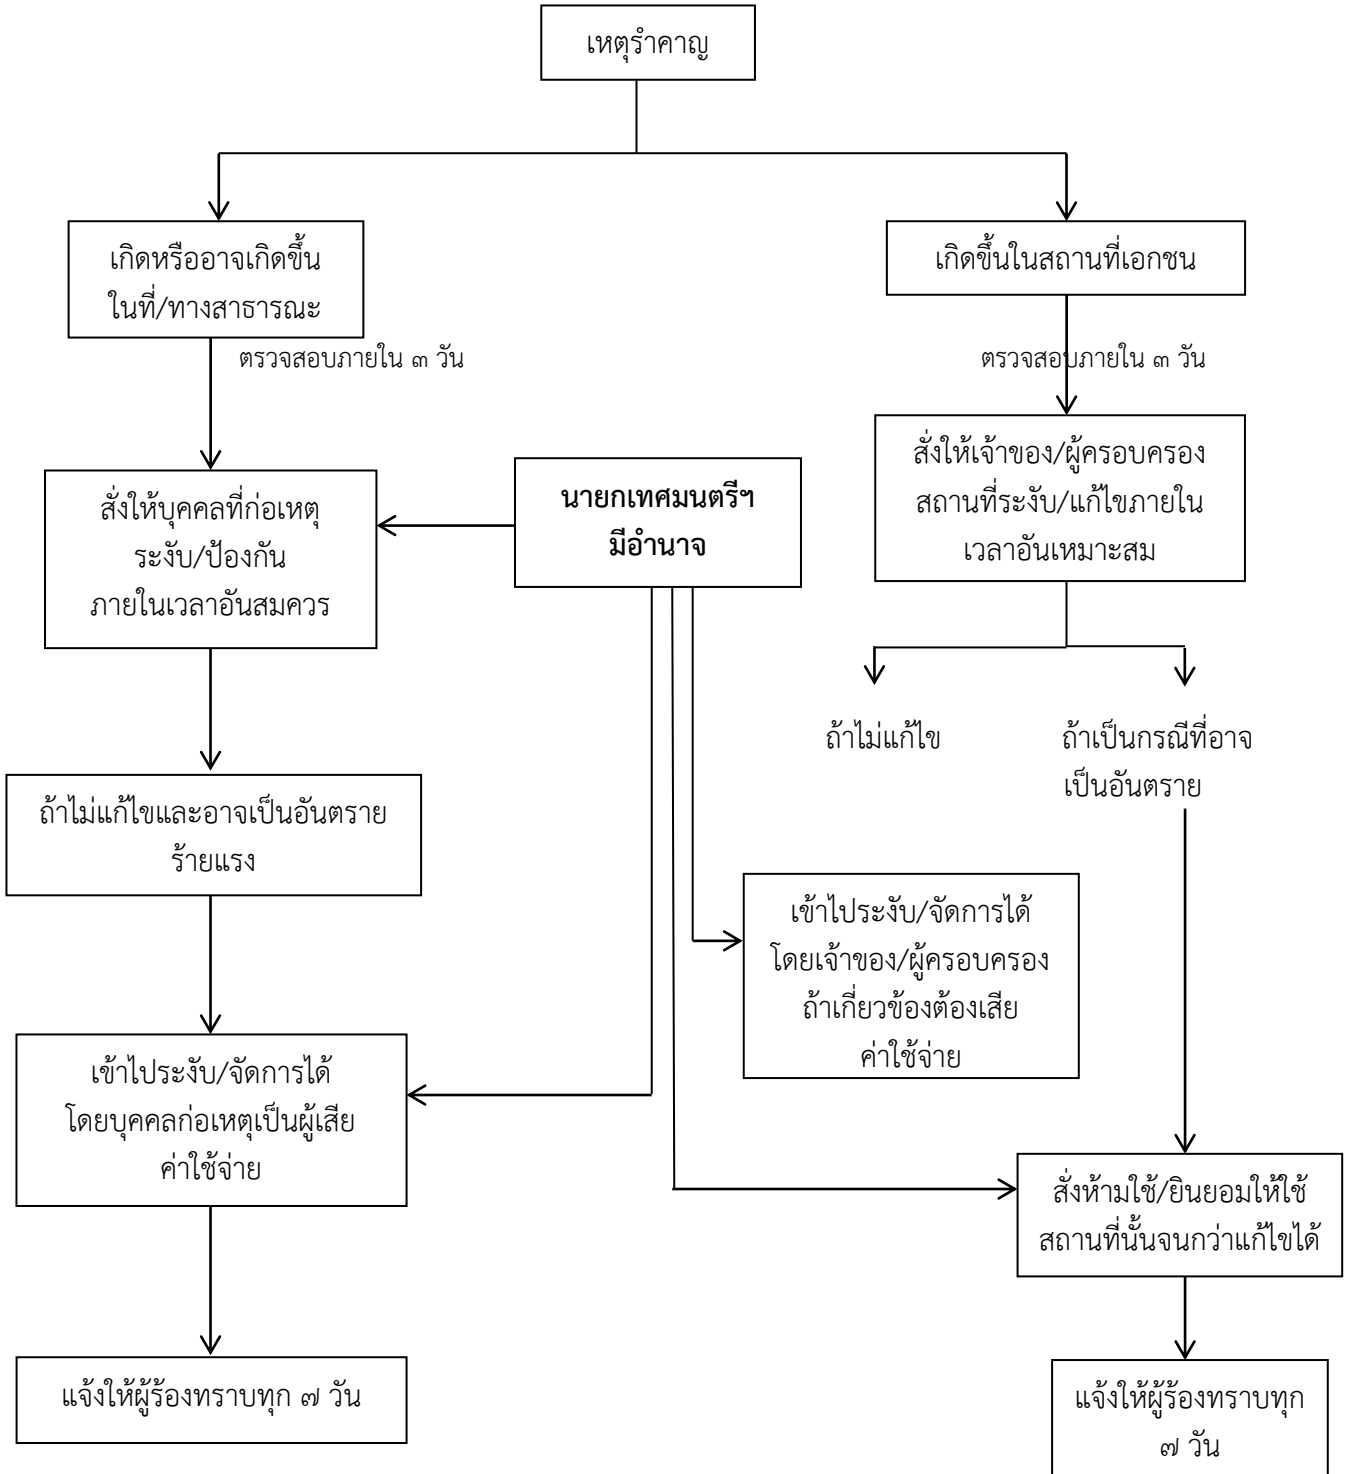 เหตุรำคาญ
เกิดหรืออาจเกิดขึ้น
ในที่/ทางสาธารณะ
เกิดขึ้นในสถานที่เอกชน
ตรวจสอบภายใน ๓ วัน
ตรวจสอบภายใน ๓ วัน
สั่งให้บุคคลที่ก่อเหตุ
ระงับ/ป้องกัน
ภายในเวลาอันสมควร
นายกเทศมนตรีฯ
มีอำนาจ
สั่งให้เจ้าของ/ผู้ครอบครอง
สถานที่ระงับ/แก้ไขภายใน
เวลาอันเหมาะสม
ถ้าไม่แก้ไข
ถ้าเป็นกรณีที่อาจ
เป็นอันตราย
ถ้าไม่แก้ไขและอาจเป็นอันตราย
ร้ายแรง
เข้าไประงับ/จัดการได้
โดยเจ้าของ/ผู้ครอบครอง
ถ้าเกี่ยวข้องต้องเสีย
ค่าใช้จ่าย
เข้าไประงับ/จัดการได้
โดยบุคคลก่อเหตุเป็นผู้เสีย
ค่าใช้จ่าย
สั่งห้ามใช้/ยินยอมให้ใช้
สถานที่นั้นจนกว่าแก้ไขได้
แจ้งให้ผู้ร้องทราบทุก ๗ วัน
แจ้งให้ผู้ร้องทราบทุก
๗ วัน